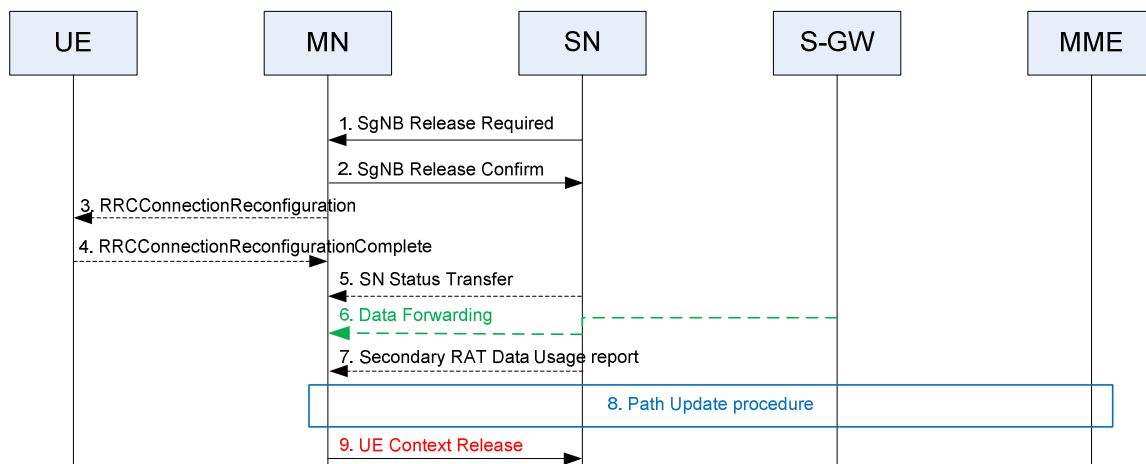 UE
MN
SN
S-GW
MME
1. SgNB Release Required
2. SgNB Release Confirm
3. RRCConnectionReconfiguration
4. RRCConnectionReconfigurationComplete
5. SN Status Transfer
6. Data Forwarding
7. Secondary RAT Data Usage report
8. Path Update procedure
9. UE Context Release